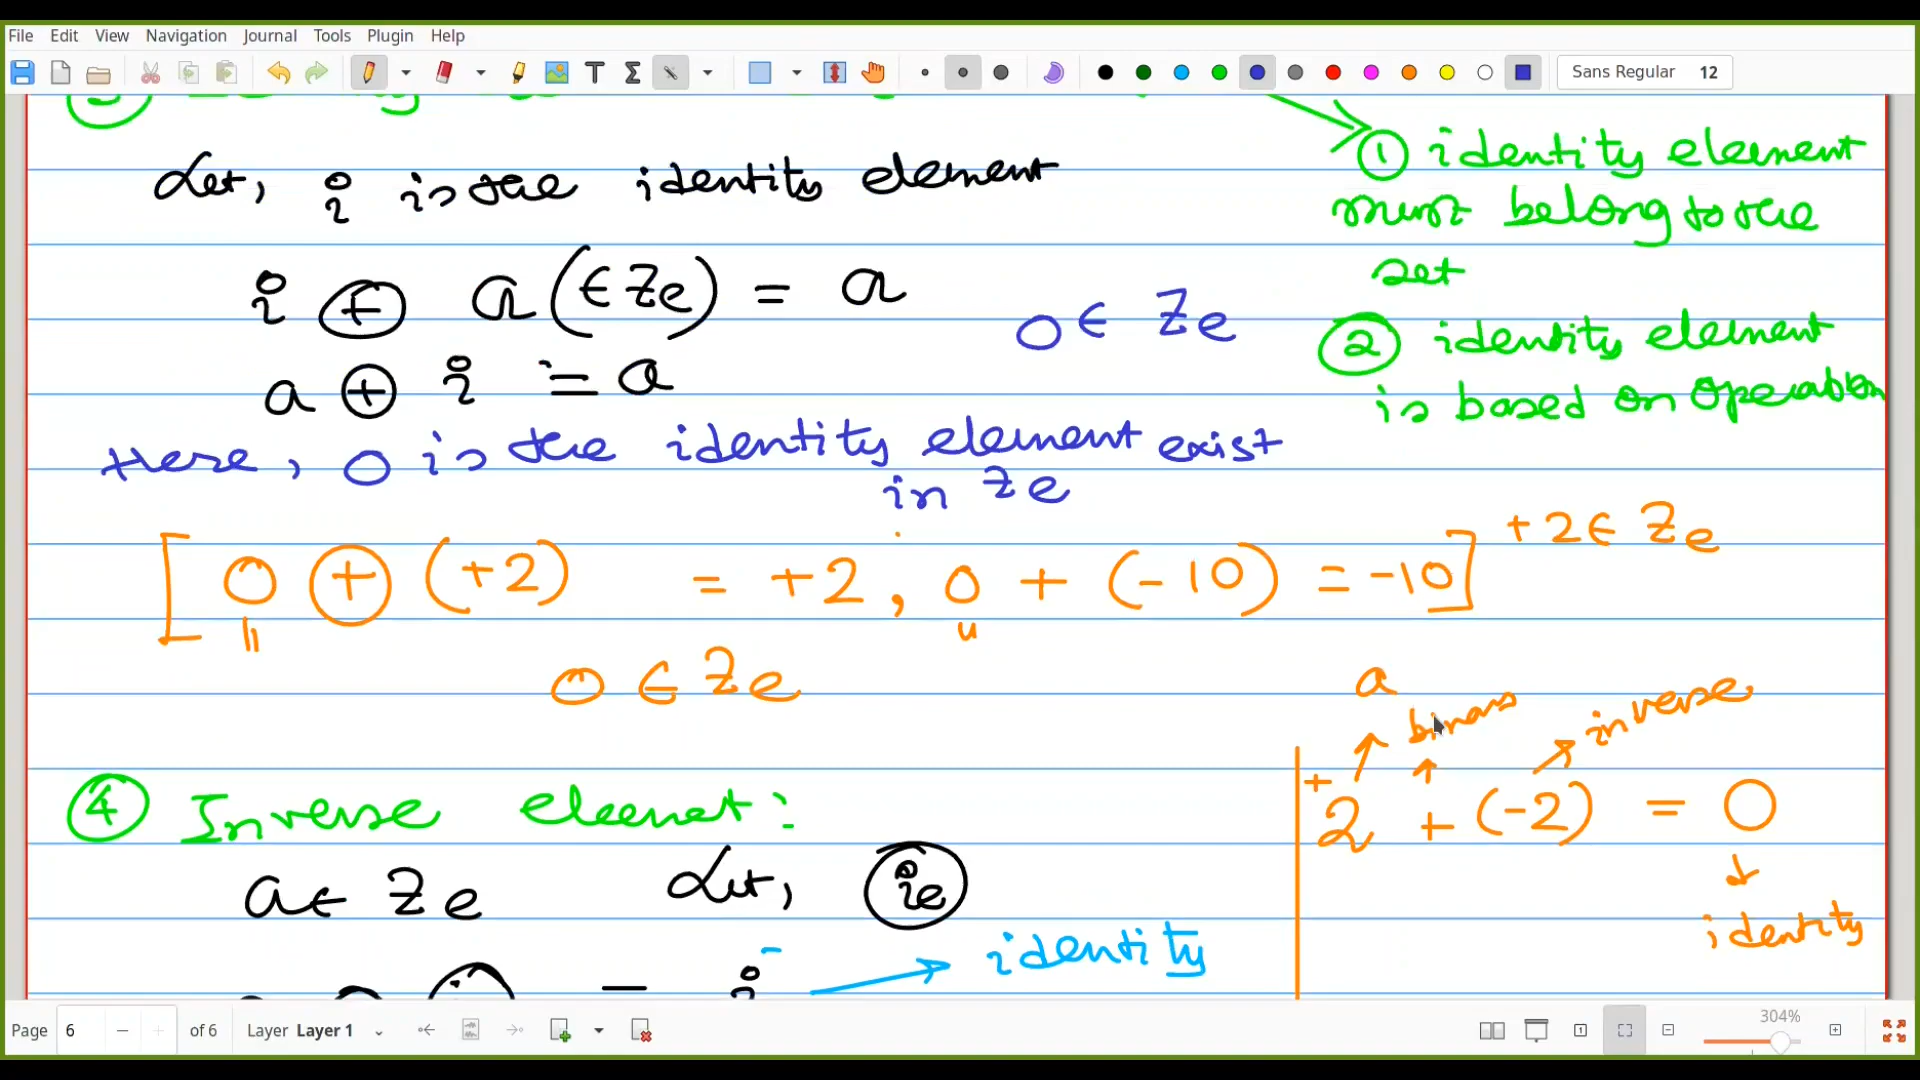 File Edit View Navigation Journal Tools Plugin Help
Sans Regular 12
③
Let, i is the identity element
i ⊕ a (∈ Ze) = a
a ⊕ i = a
0 ∈ Ze
① identity element
must belong to the
set
② identity element
is based on operation
Here, 0 is the identity element exist
in Ze
[ 0 ⊕ (+2) = +2, 0 + (-10) = -10 ] +2 ∈ Ze
0 ∈ Ze
a
binary inverse
+2 + (-2) = 0
identity
④ Inverse elemet:
a ∈ Ze Let, ie
= i → identity
Page 6 of 6 Layer Layer 1 304%